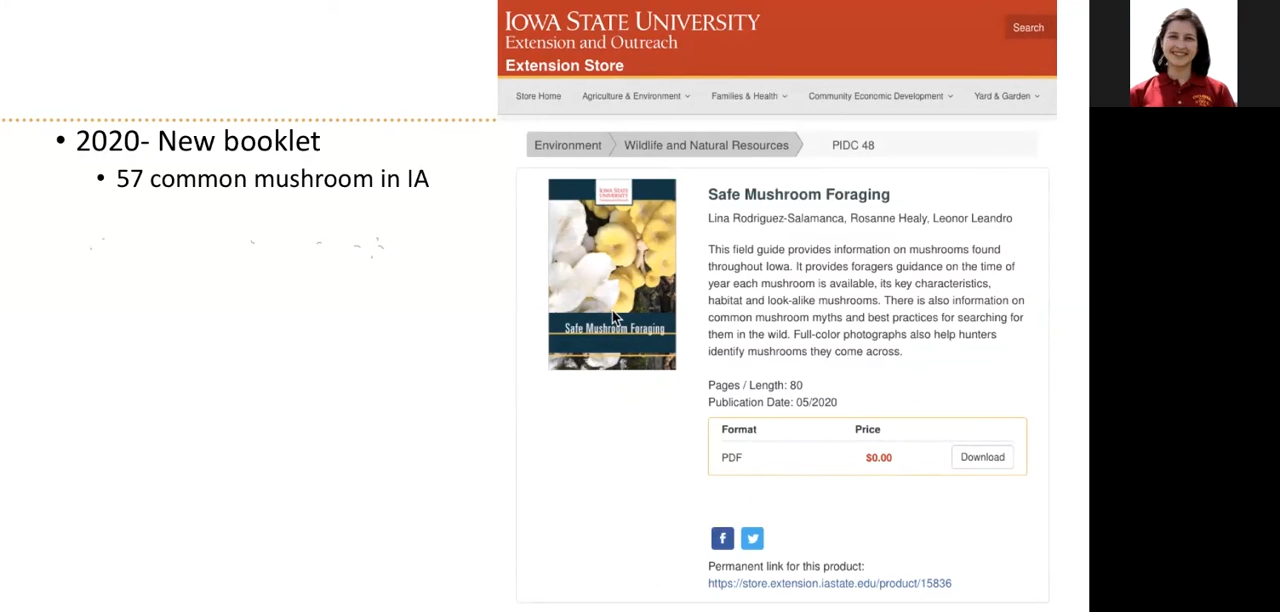 • 2020- New booklet
• 57 common mushroom in IA
IOWA STATE UNIVERSITY
Extension and Outreach
Extension Store
Search
Store Home
Agriculture & Environment
Families & Health
Community Economic Development
Yard & Garden
Environment
Wildlife and Natural Resources
PIDC 48
IOWA STATE
UNIVERSITY
Safe Mushroom Foraging
Safe Mushroom Foraging
Lina Rodriguez-Salamanca, Rosanne Healy, Leonor Leandro
This field guide provides information on mushrooms found
throughout Iowa. It provides foragers guidance on the time of
year each mushroom is available, its key characteristics,
habitat and look-alike mushrooms. There is also information on
common mushroom myths and best practices for searching for
them in the wild. Full-color photographs also help hunters
identify mushrooms they come across.
Pages / Length: 80
Publication Date: 05/2020
Format Price
PDF $0.00 Download
Permanent link for this product:
https://store.extension.iastate.edu/product/15836